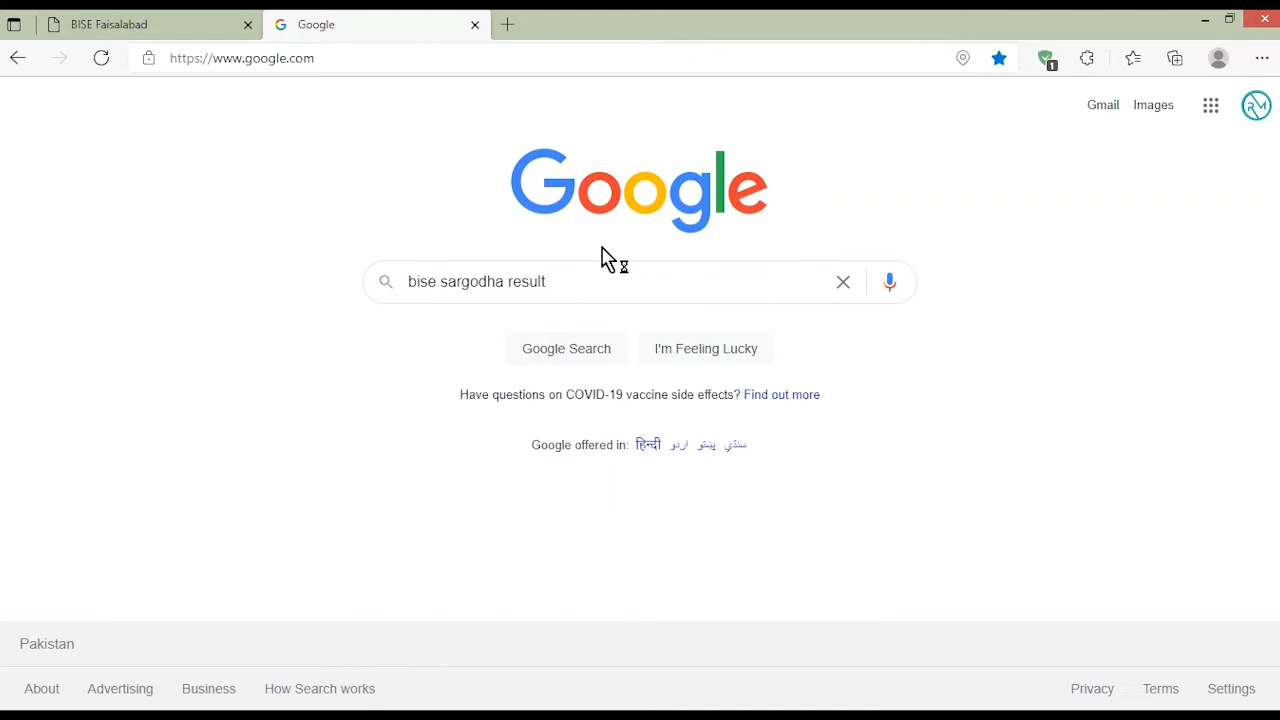 BISE Faisalabad
Google
https://www.google.com
1
Gmail Images
RM
Google
bise sargodha result
Google Search
I'm Feeling Lucky
Have questions on COVID-19 vaccine side effects? Find out more
Google offered in: हिन्दी اردو پښتو سنڌي
Pakistan
About Advertising Business How Search works
Privacy Terms Settings